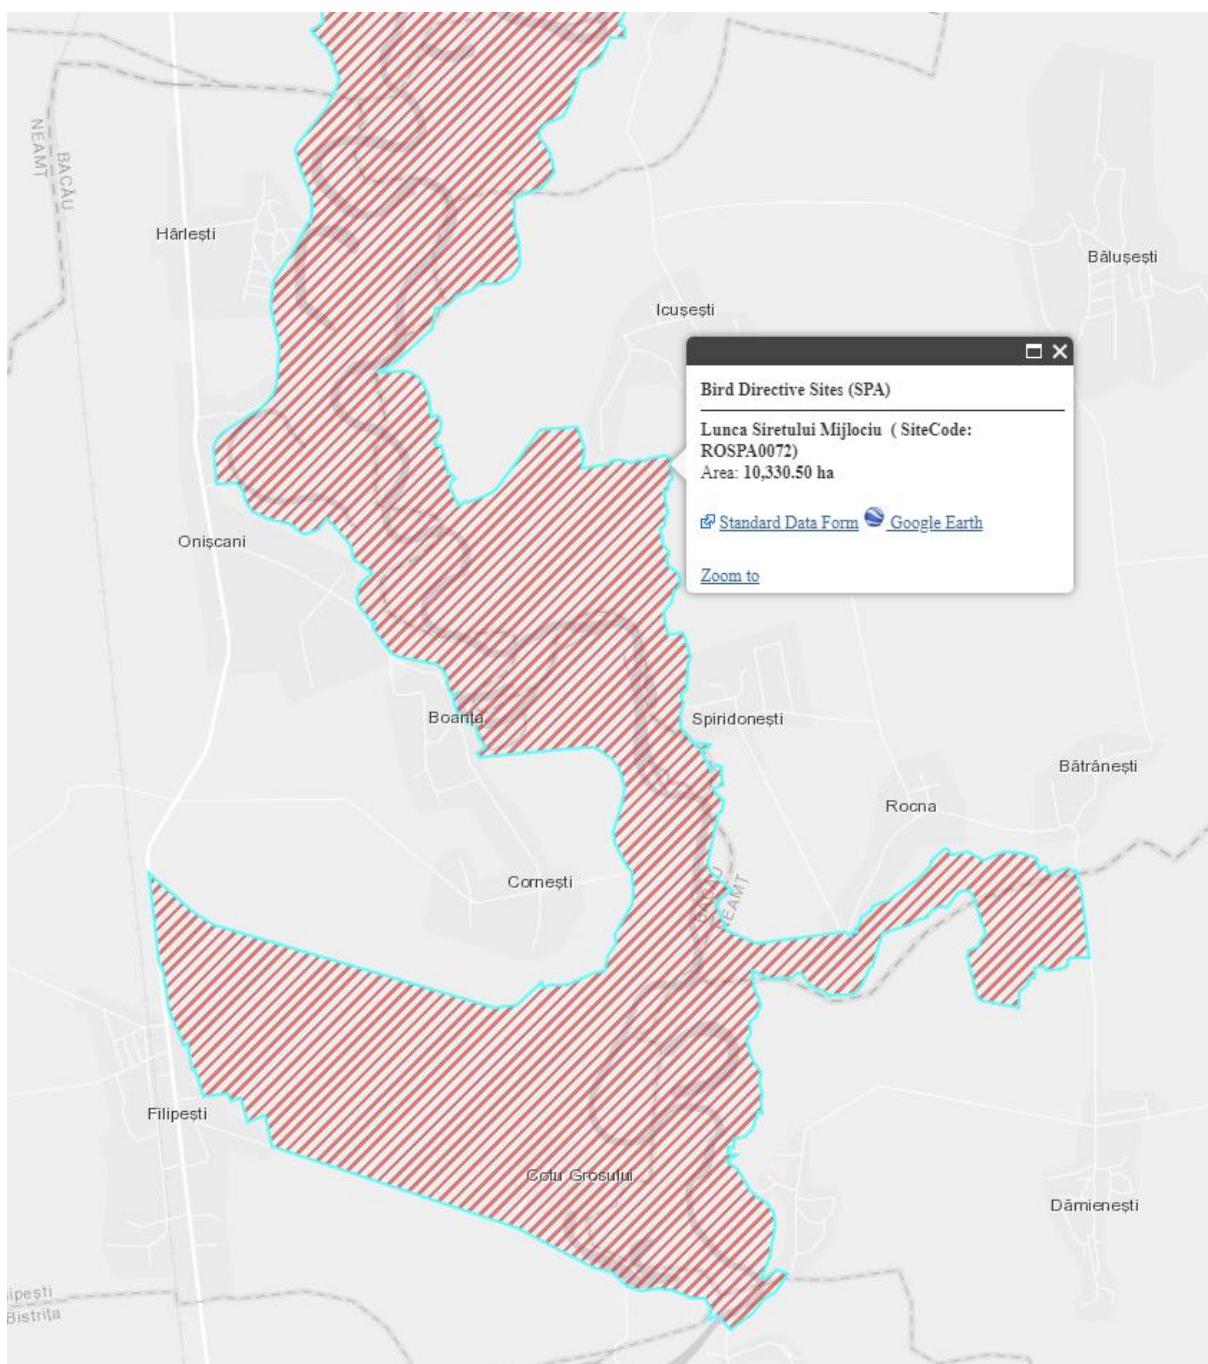 NEAMȚ
BACĂU
Hârlești
Bălușești
Icușești
Bird Directive Sites (SPA)
Lunca Siretului Mijlociu ( SiteCode:
ROSPA0072)
Area: 10,330.50 ha
Standard Data Form Google Earth
Zoom to
Onișcani
Boanța
Spiridonești
Bătrânești
Rocna
Cornești
BACĂU
NEAMT
Filipești
Cotu Grosului
Dămienești
ipești
Bistrița